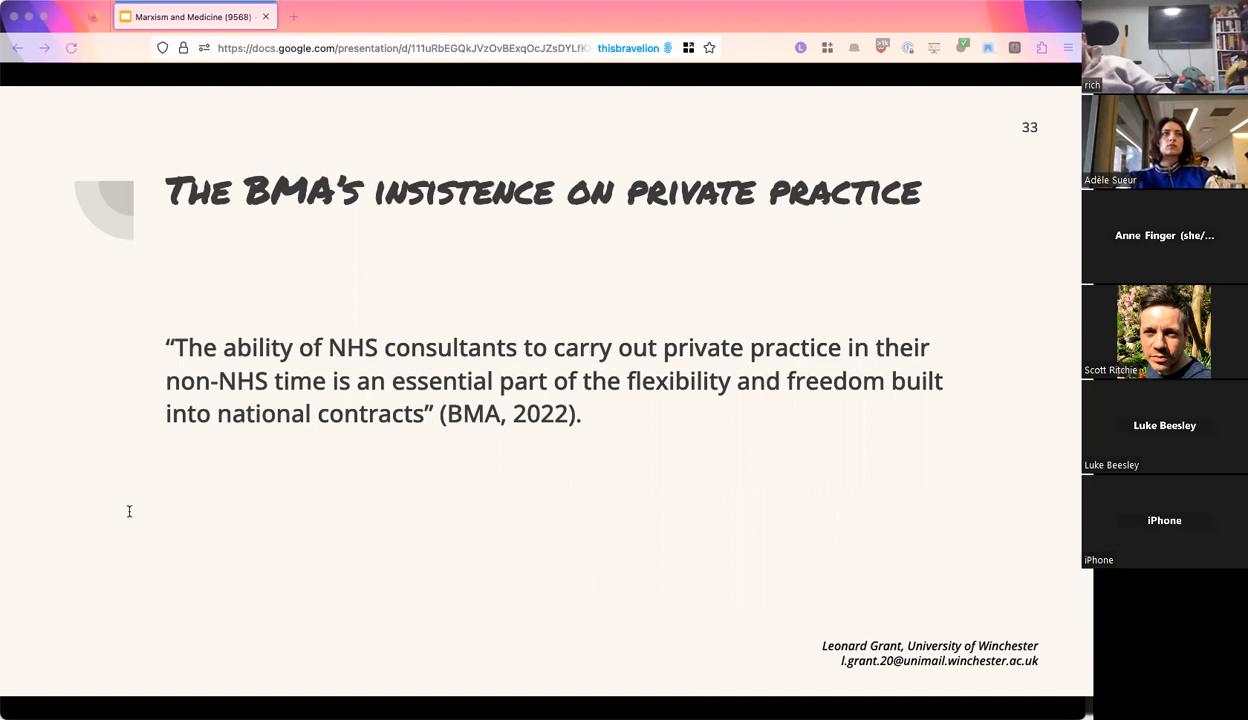 Marxism and Medicine (9568) -
https://docs.google.com/presentation/d/111uRbEGQkJVzOvBExqOcJZsDYLfK
thisbravelion
33
The BMA's insistence on private practice
“The ability of NHS consultants to carry out private practice in their
non-NHS time is an essential part of the flexibility and freedom built
into national contracts” (BMA, 2022).
Leonard Grant, University of Winchester
l.grant.20@unimail.winchester.ac.uk
rich
Adèle Sueur
Anne Finger (she/...
Scott Ritchie
Luke Beesley
Luke Beesley
iPhone
iPhone